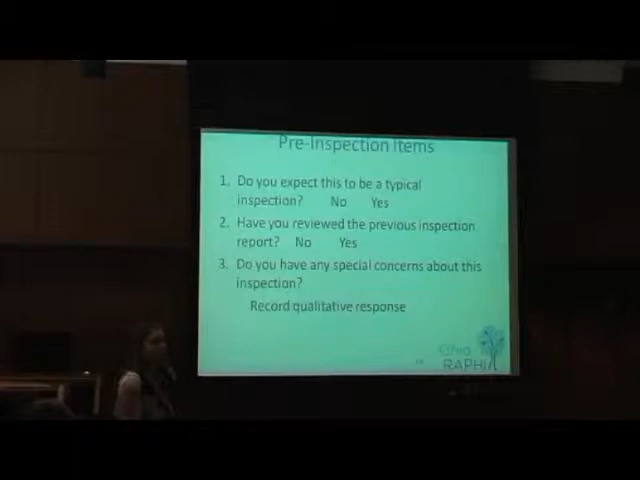 Pre-Inspection Items
1. Do you expect this to be a typical
inspection? No Yes
2. Have you reviewed the previous inspection
report? No Yes
3. Do you have any special concerns about this
inspection?
Record qualitative response
Ohio
RAPHI